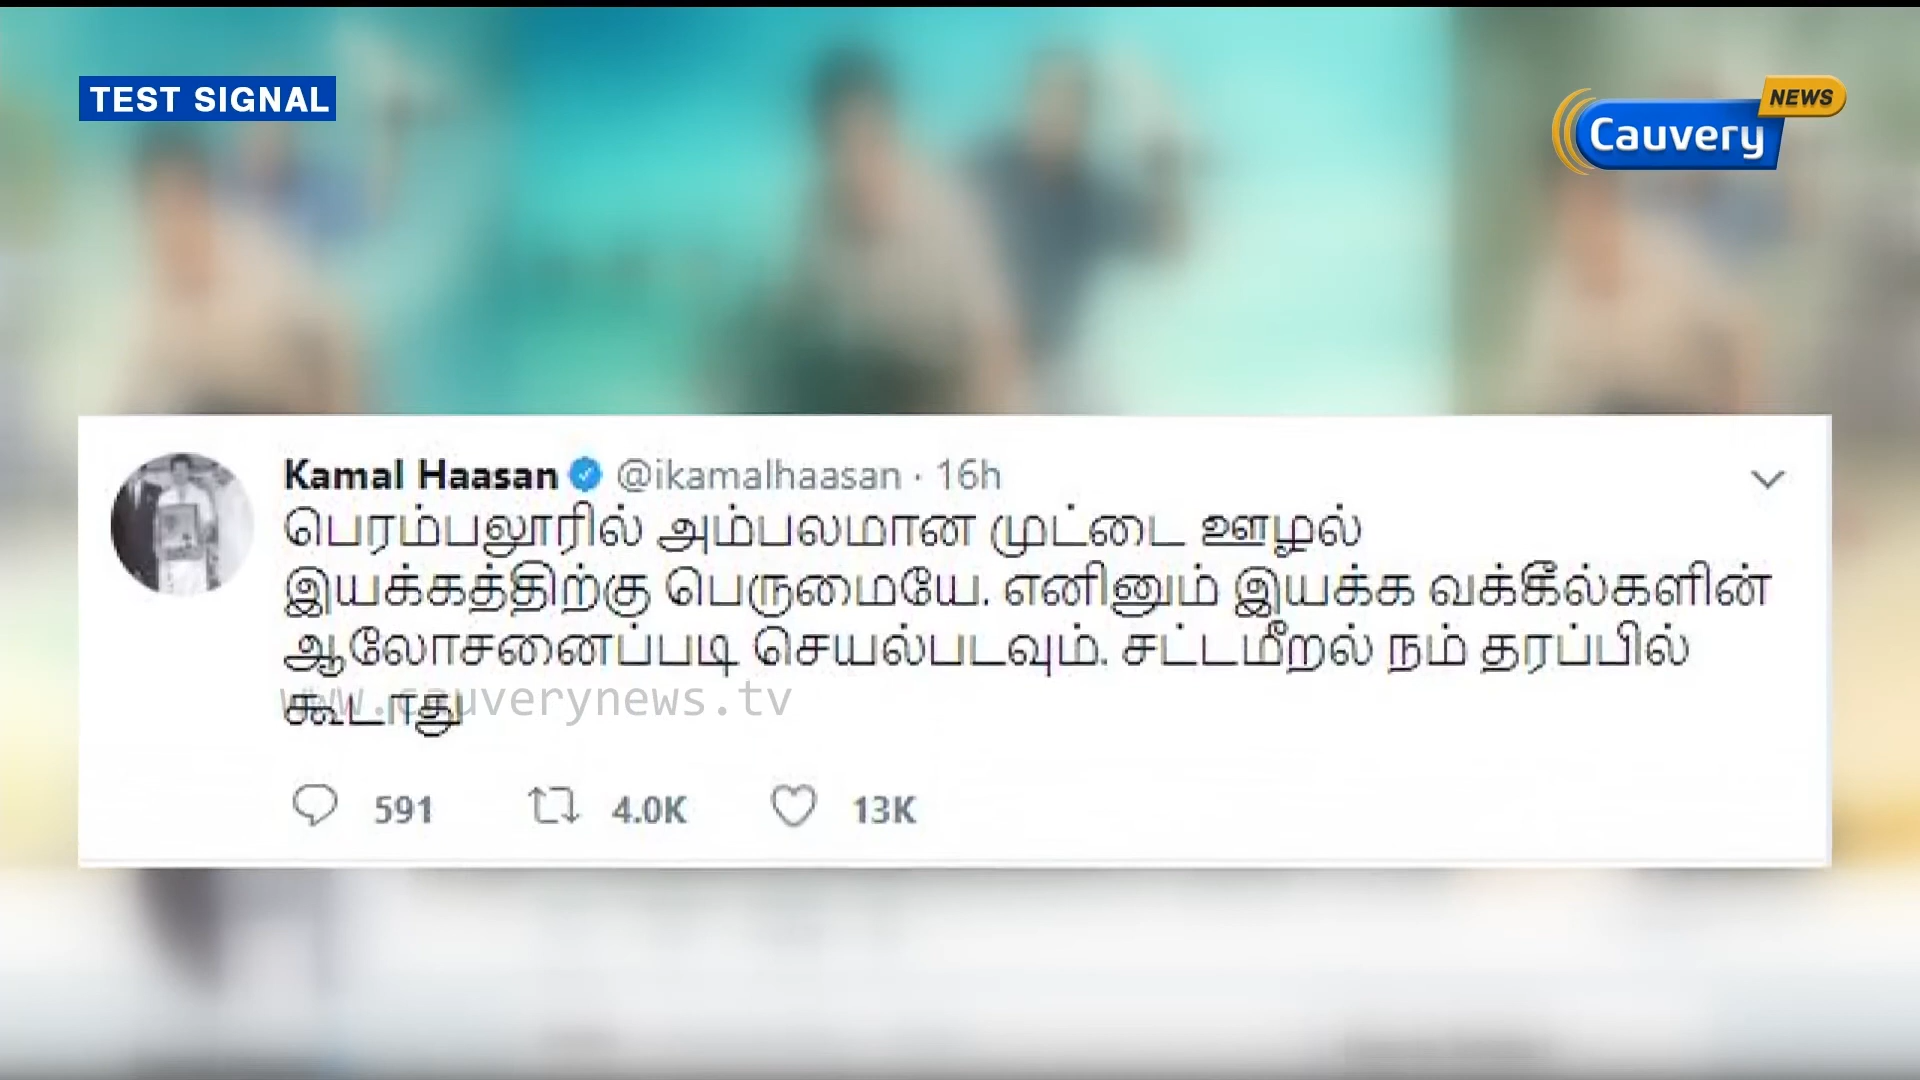 TEST SIGNAL
NEWS
Cauvery
Kamal Haasan @ikamalhaasan · 16h
பெரம்பலூரில் அம்பலமான முட்டை ஊழல்
இயக்கத்திற்கு பெருமையே. எனினும் இயக்க வக்கீல்களின்
ஆலோசனைப்படி செயல்படவும். சட்டமீறல் நம் தரப்பில்
கூடாது
www.cauverynews.tv
591 4.0K 13K